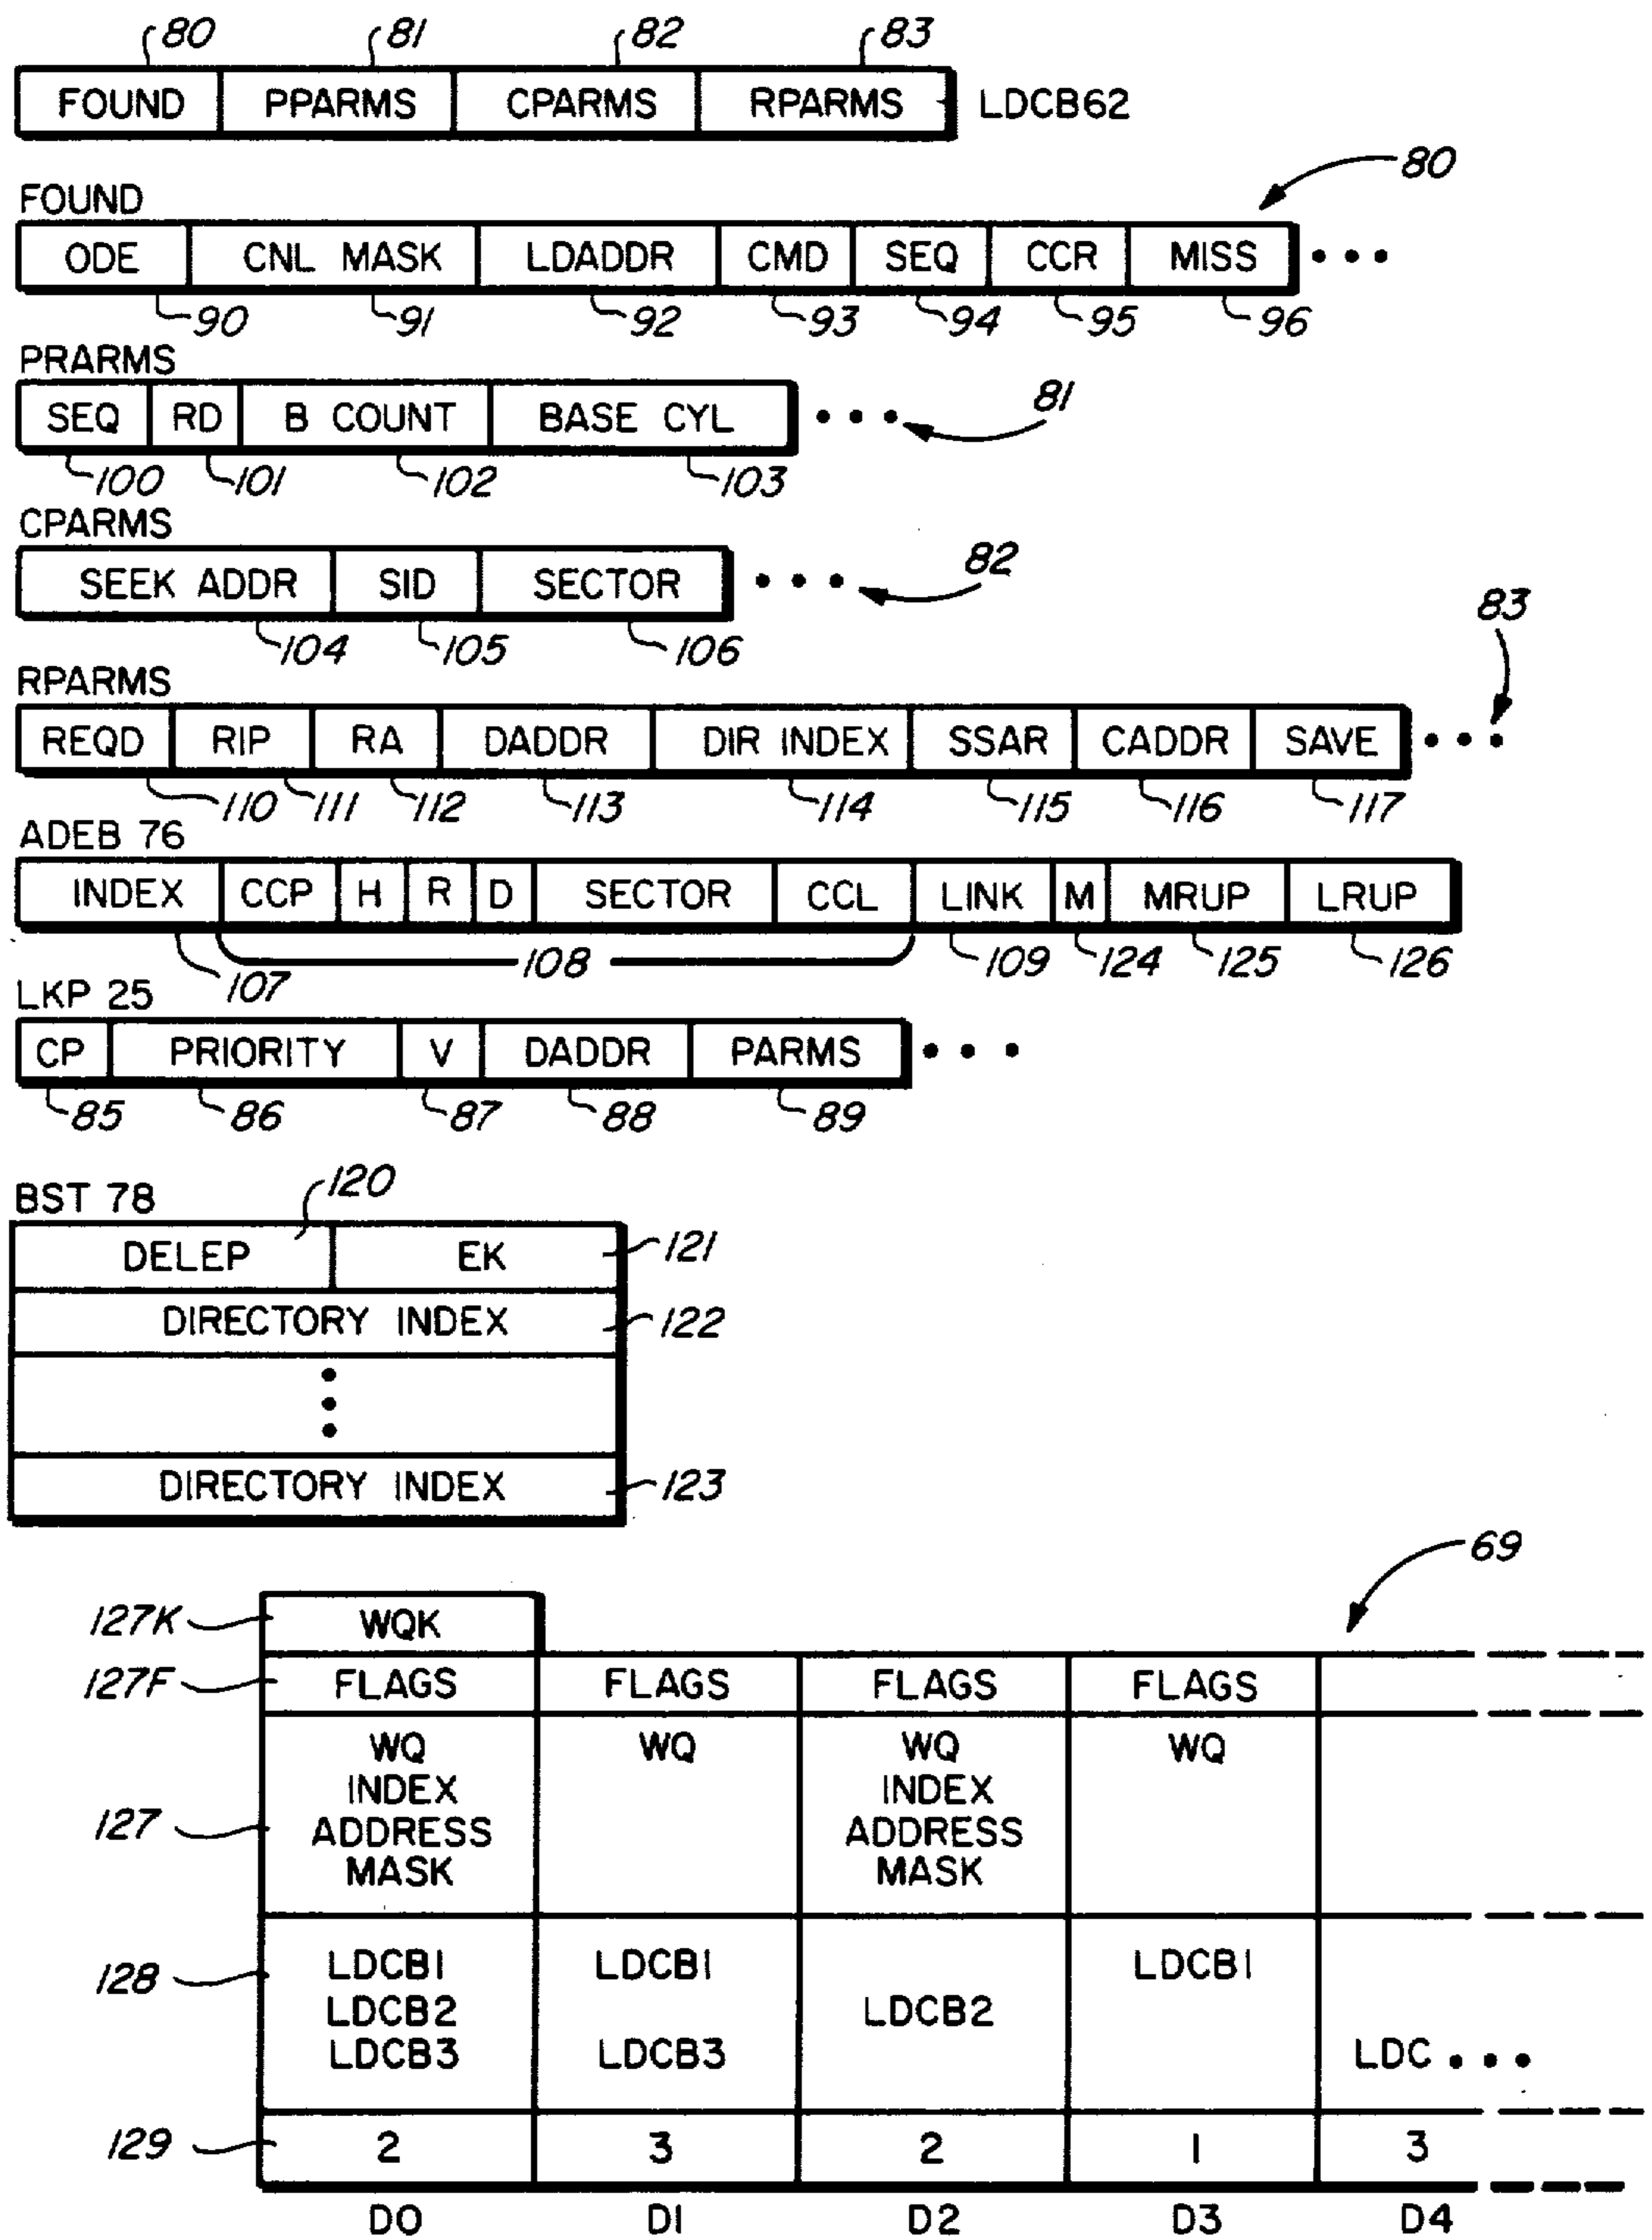 80 81 82 83
FOUND PPARMS CPARMS RPARMS LDCB62
80
FOUND
ODE CNL MASK LDADDR CMD SEQ CCR MISS •••
90 91 92 93 94 95 96
PRARMS
SEQ RD B COUNT BASE CYL ••• 81
100 101 102 103
CPARMS
SEEK ADDR SID SECTOR ••• 82
104 105 106
83
RPARMS
REQD RIP RA DADDR DIR INDEX SSAR CADDR SAVE •••
110 111 112 113 114 115 116 117
ADEB 76
INDEX CCP H R D SECTOR CCL LINK M MRUP LRUP
107 108 109 124 125 126
LKP 25
CP PRIORITY V DADDR PARMS •••
85 86 87 88 89
BST 78
120
DELEP EK 121
DIRECTORY INDEX 122
•
•
•
DIRECTORY INDEX 123
69
127K WQK
127F FLAGS FLAGS FLAGS FLAGS
WQ WQ WQ WQ
INDEX INDEX
127 ADDRESS ADDRESS
MASK MASK
128 LDCB1 LDCB1 LDCB1
LDCB2 LDCB2
LDCB3 LDCB3 LDC •••
129 2 3 2 1 3
D0 D1 D2 D3 D4